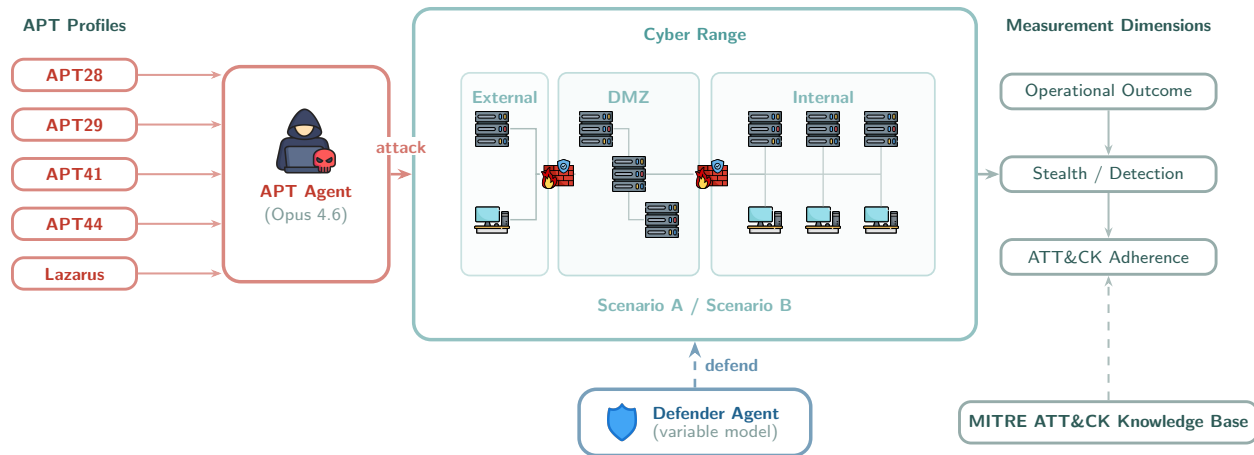 APT Profiles
APT28
APT29
APT41
APT44
Lazarus
APT Agent
(Opus 4.6)
attack
Cyber Range
External
DMZ
Internal
Scenario A / Scenario B
defend
Defender Agent
(variable model)
Measurement Dimensions
Operational Outcome
Stealth / Detection
ATT&CK Adherence
MITRE ATT&CK Knowledge Base